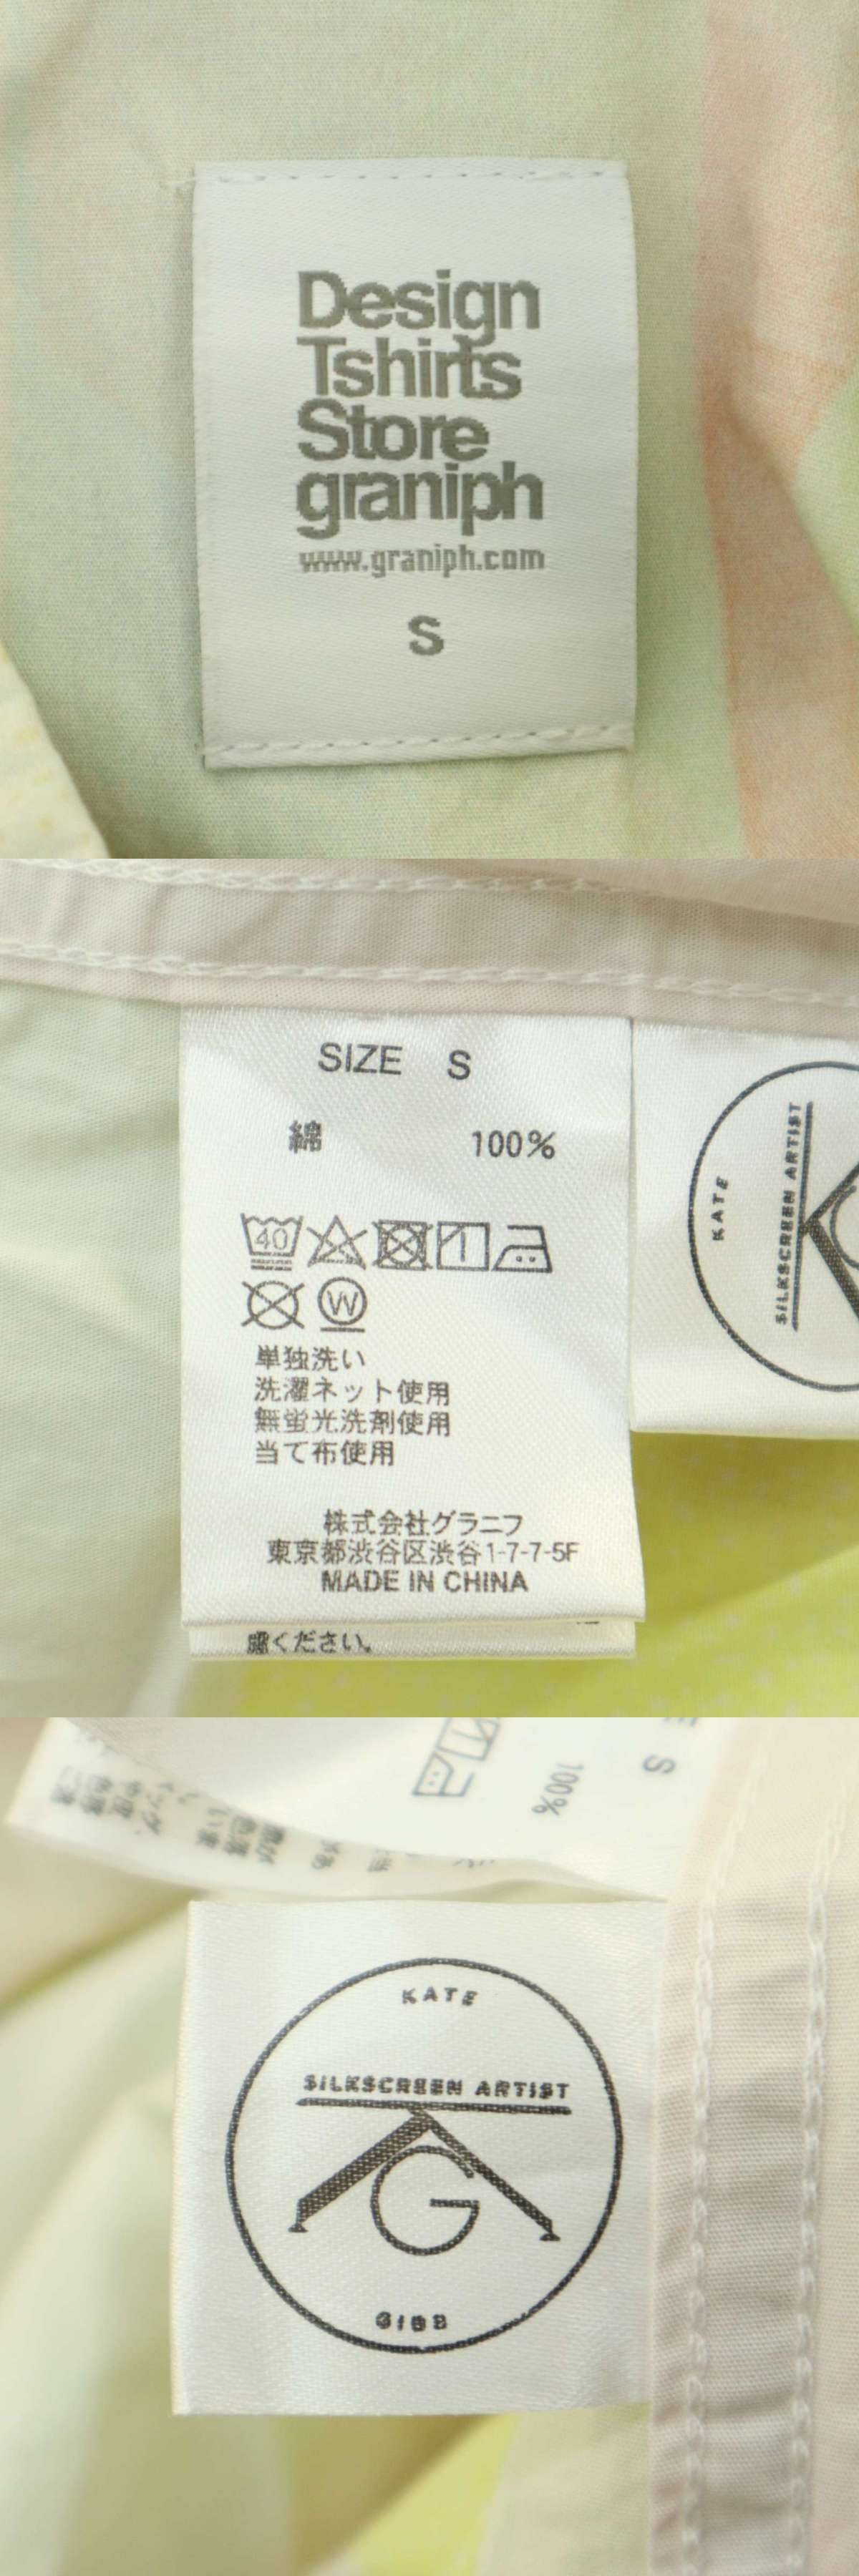 Design
Tshirts
Store
graniph
www.graniph.com
S
SIZE S
綿 100%
40
W
単独洗い
洗濯ネット使用
無蛍光洗剤使用
当て布使用
株式会社グラニフ
東京都渋谷区渋谷1-7-7-5F
MADE IN CHINA
慮ください。
KATE
SILKSCREEN ARTIST
K
S
100%
KATE
SILKSCREEN ARTIST
KG
GIBB